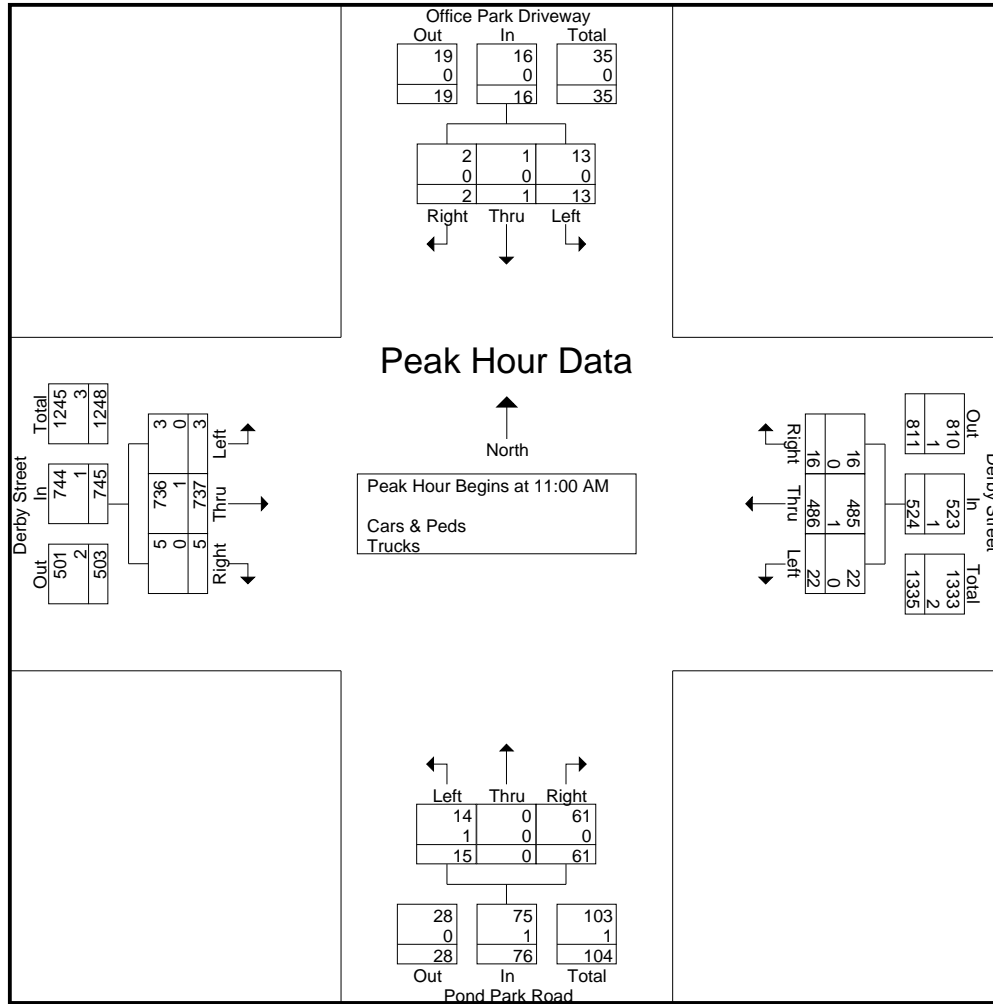 Office Park Driveway
Out In Total
19 16 35
0 0 0
19 16 35
2 1 13
0 0 0
2 1 13
Right Thru Left
Peak Hour Data
North
Peak Hour Begins at 11:00 AM
Cars & Peds
Trucks
Derby Street
Total In Out
1245 744 501
3 1 2
1248 745 503
3 736 5
0 1 0
3 737 5
Left Thru Right
Derby Street
Out In Total
810 523 1333
1 1 2
811 524 1335
16 485 22
0 1 0
16 486 22
Right Thru Left
Left Thru Right
14 0 61
1 0 0
15 0 61
28 75 103
0 1 1
28 76 104
Out In Total
Pond Park Road